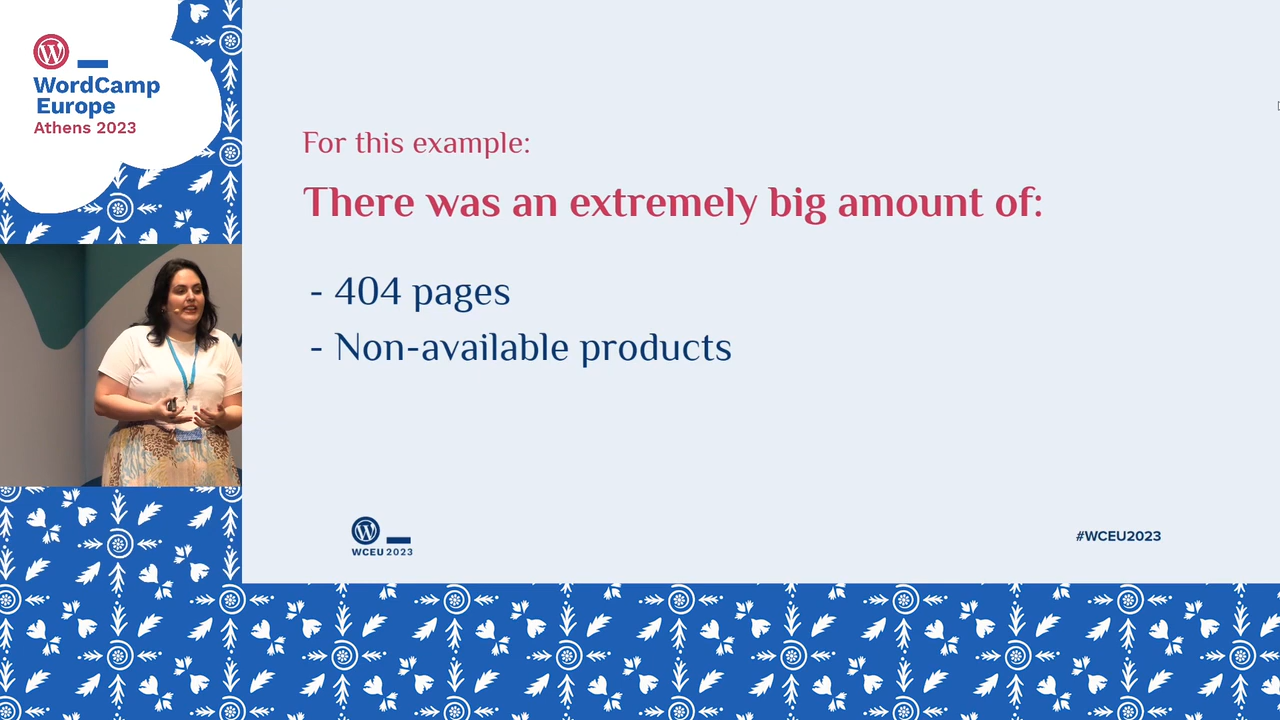 WordCamp
Europe
Athens 2023
For this example:
There was an extremely big amount of:
- 404 pages
- Non-available products
WCEU 2023
#WCEU2023